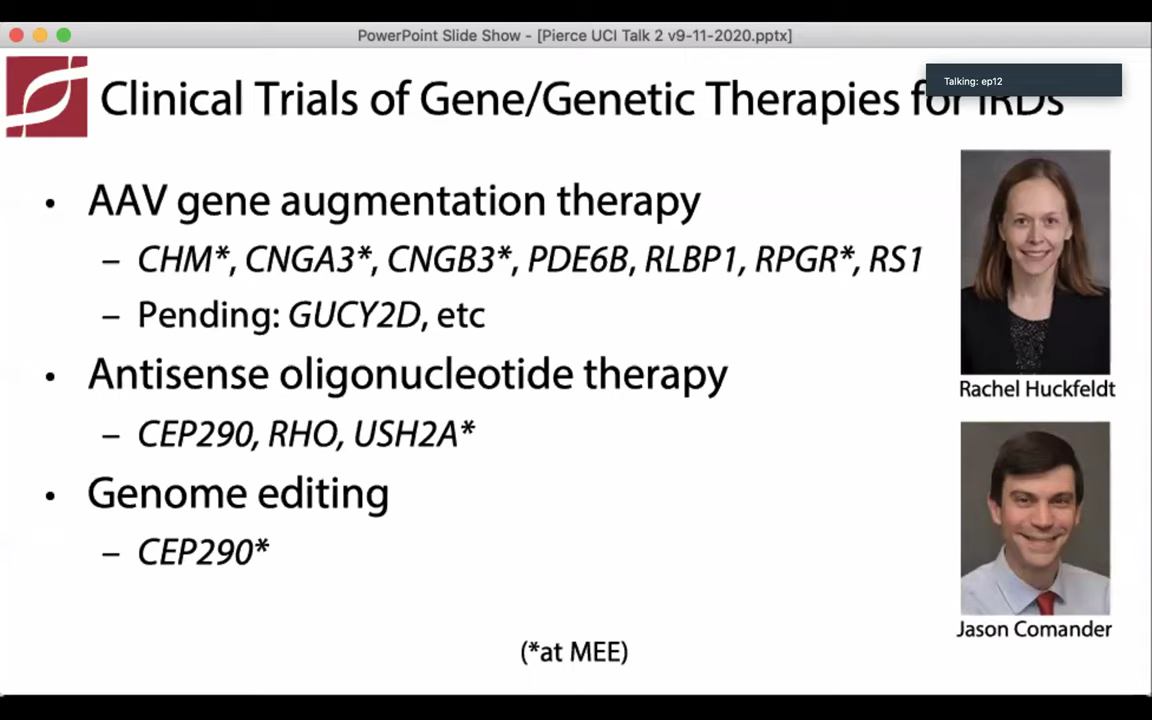 PowerPoint Slide Show - [Pierce UCI Talk 2 v9-11-2020.pptx]
Talking: ep12
Clinical Trials of Gene/Genetic Therapies for IRDs
• AAV gene augmentation therapy
– CHM*, CNGA3*, CNGB3*, PDE6B, RLBP1, RPGR*, RS1
– Pending: GUCY2D, etc
• Antisense oligonucleotide therapy
– CEP290, RHO, USH2A*
• Genome editing
– CEP290*
Rachel Huckfeldt
Jason Comander
(*at MEE)